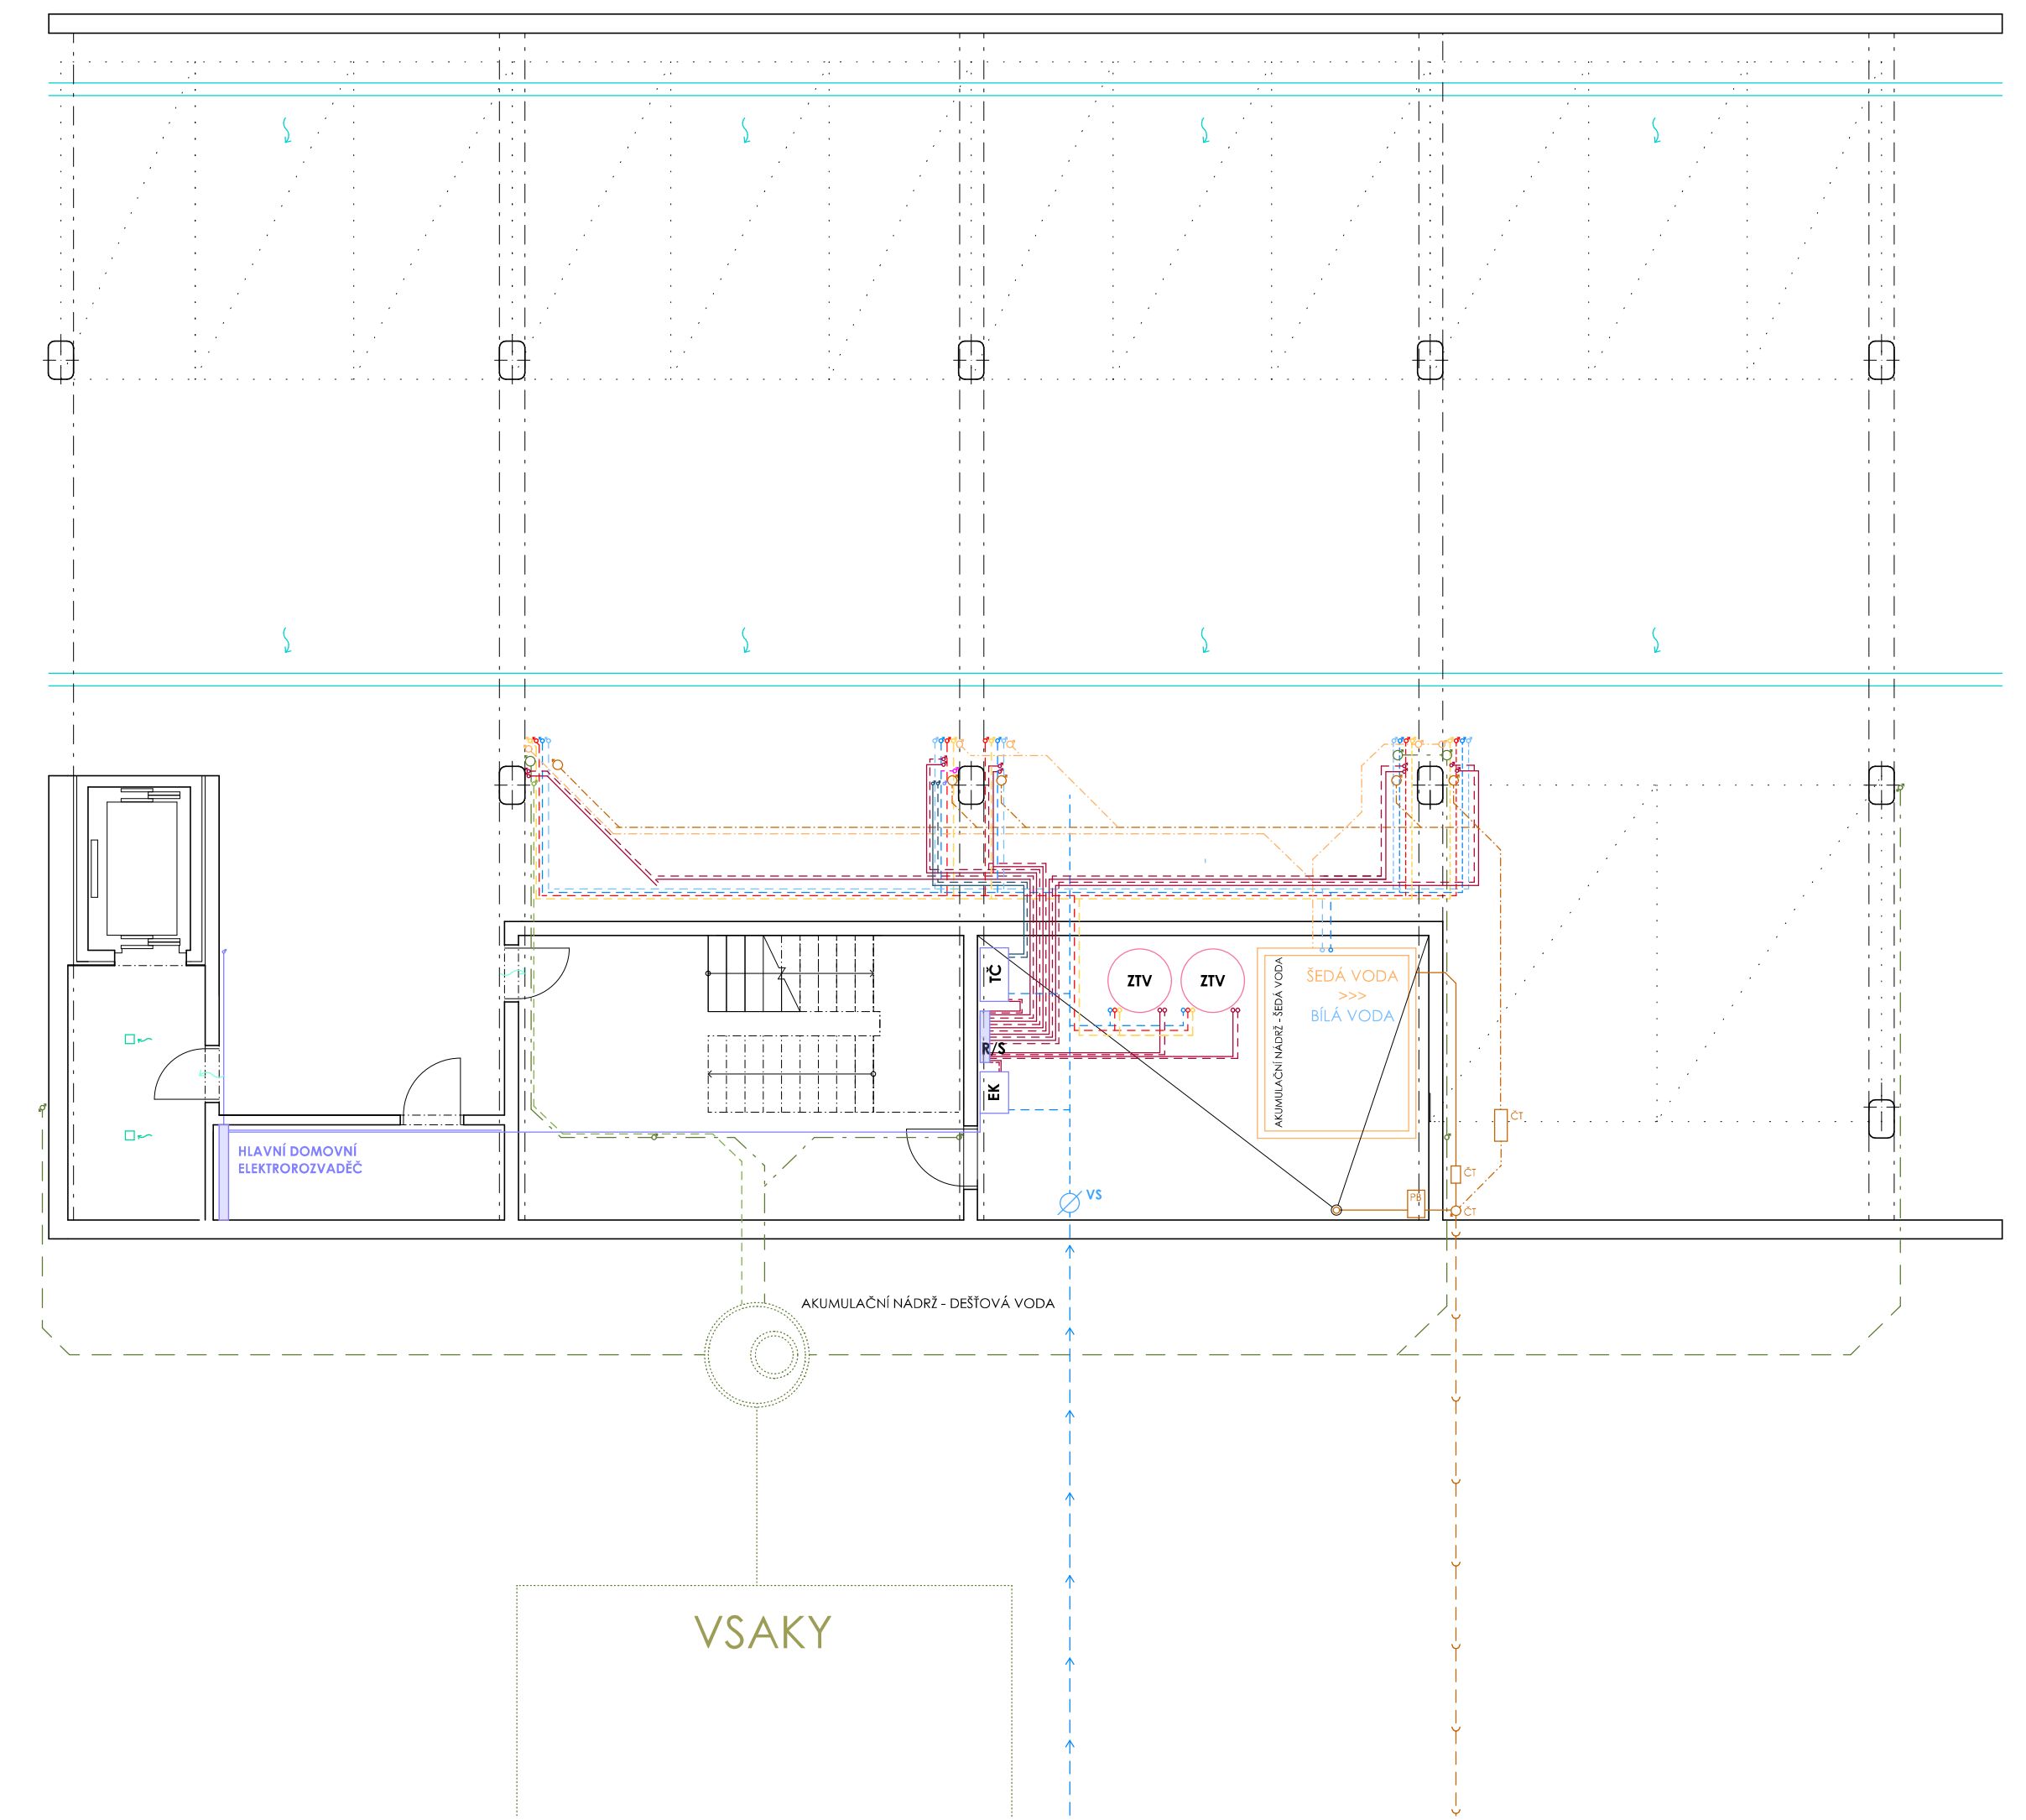 TČ
ZTV
ZTV
R/S
EK
AKUMULAČNÍ NÁDRŽ - ŠEDÁ VODA
ŠEDÁ VODA
>>>
BÍLÁ VODA
ČT
HLAVNÍ DOMOVNÍ
ELEKTROROZVADĚČ
ČT
VS
PB
ČT
AKUMULAČNÍ NÁDRŽ - DEŠŤOVÁ VODA
VSAKY